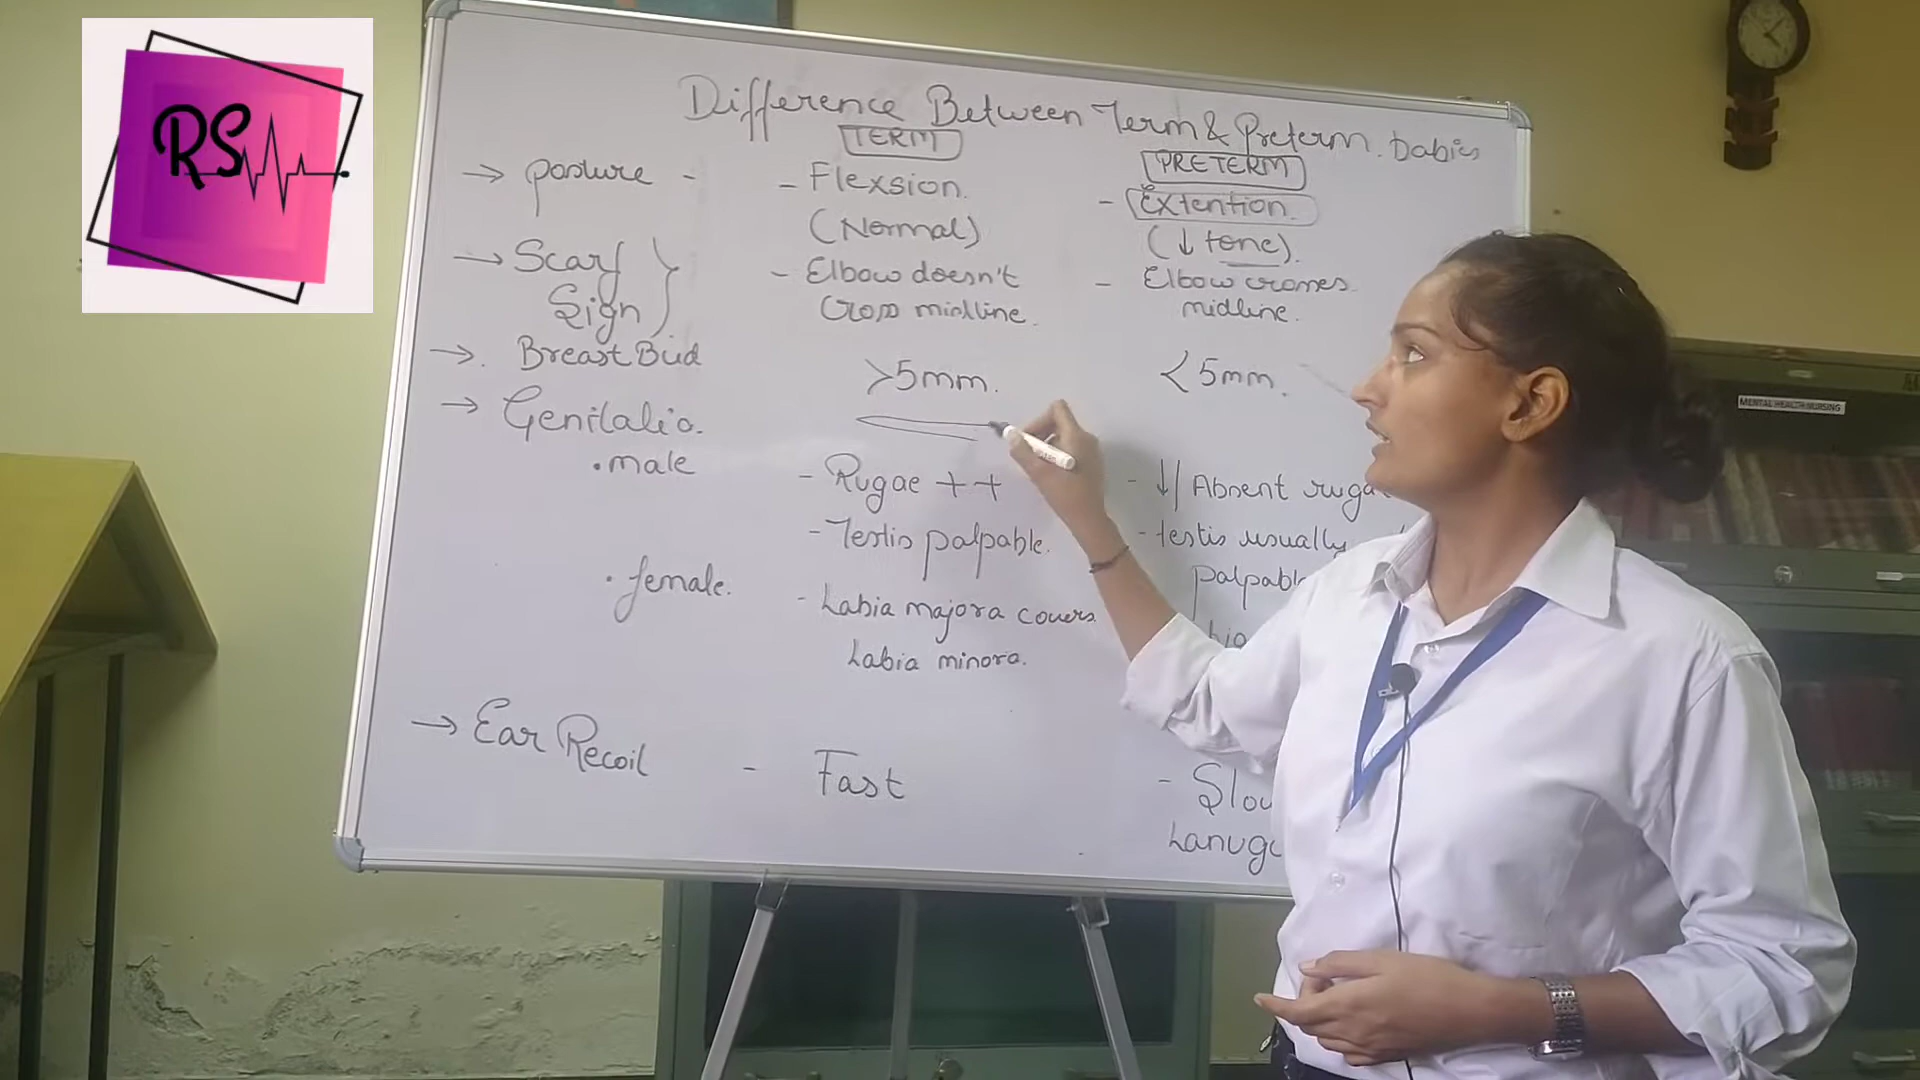 RS
Difference Between Term & Preterm babies
TERM
PRETERM
→ posture - - Flexsion. - Extention.
(Normal) (↓ tone).
→ Scarf - Elbow doesn't - Elbow crosses
Sign Cross midline. midline.
→ Breast Bud >5mm. <5mm.
→ Genitalia.
• male - Rugae ++ - ↓/Absent
- Testis palpable. - testis usually
• female. - Labia majora covers
Labia minora.
→ Ear Recoil - Fast
MENTAL HEALTH NURSING